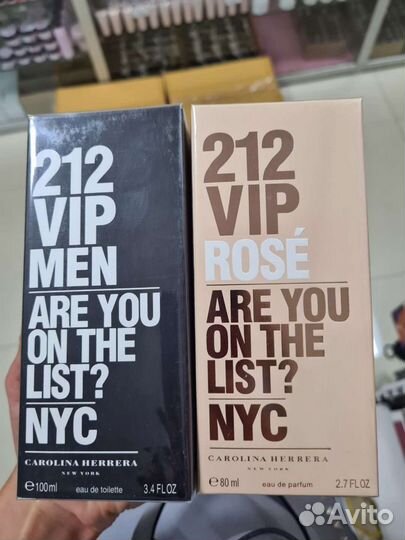 212
VIP
MEN
ARE YOU
ON THE
LIST?
NYC
CAROLINA HERRERA
NEW YORK
℮100ml eau de toilette 3.4 FL OZ
212
VIP
ROSÉ
ARE YOU
ON THE
LIST?
NYC
CAROLINA HERRERA
NEW YORK
℮80ml eau de parfum 2.7 FL OZ
Avito